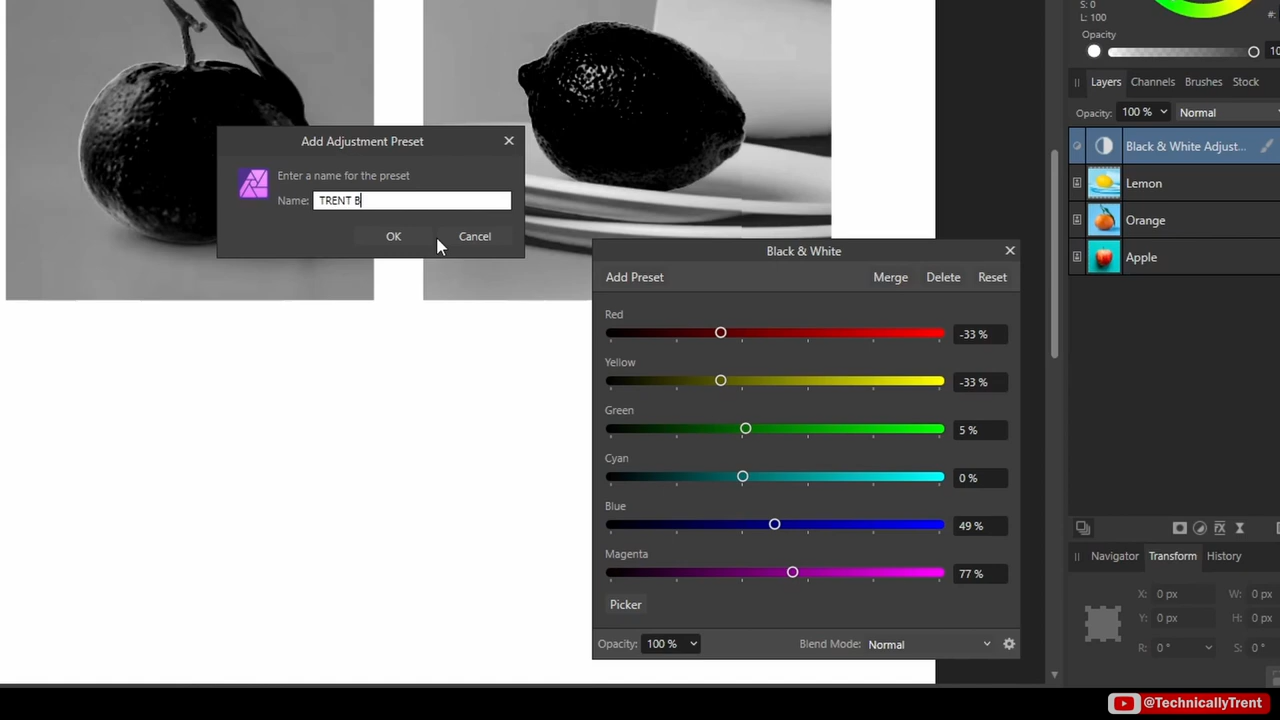 S: 0
L: 100
#:
Opacity
10
Layers Channels Brushes Stock
Opacity: 100 % Normal
Black & White Adjust...
Lemon
Orange
Apple
Add Adjustment Preset
Enter a name for the preset
Name: TRENT B
OK Cancel
Black & White
Add Preset Merge Delete Reset
Red
-33 %
Yellow
-33 %
Green
5 %
Cyan
0 %
Blue
49 %
Magenta
77 %
Picker
Opacity: 100 % Blend Mode: Normal
Navigator Transform History
X: 0 px W: 0 px
Y: 0 px H: 0 px
R: 0 ° S: 0 °
@TechnicallyTrent